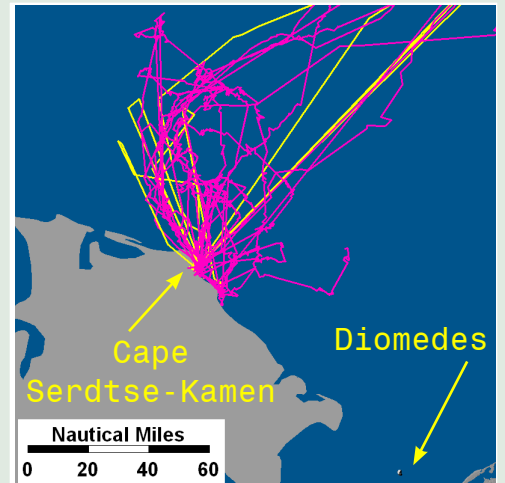 Diomedes
Cape
Serdtse-Kamen
Nautical Miles
0 20 40 60